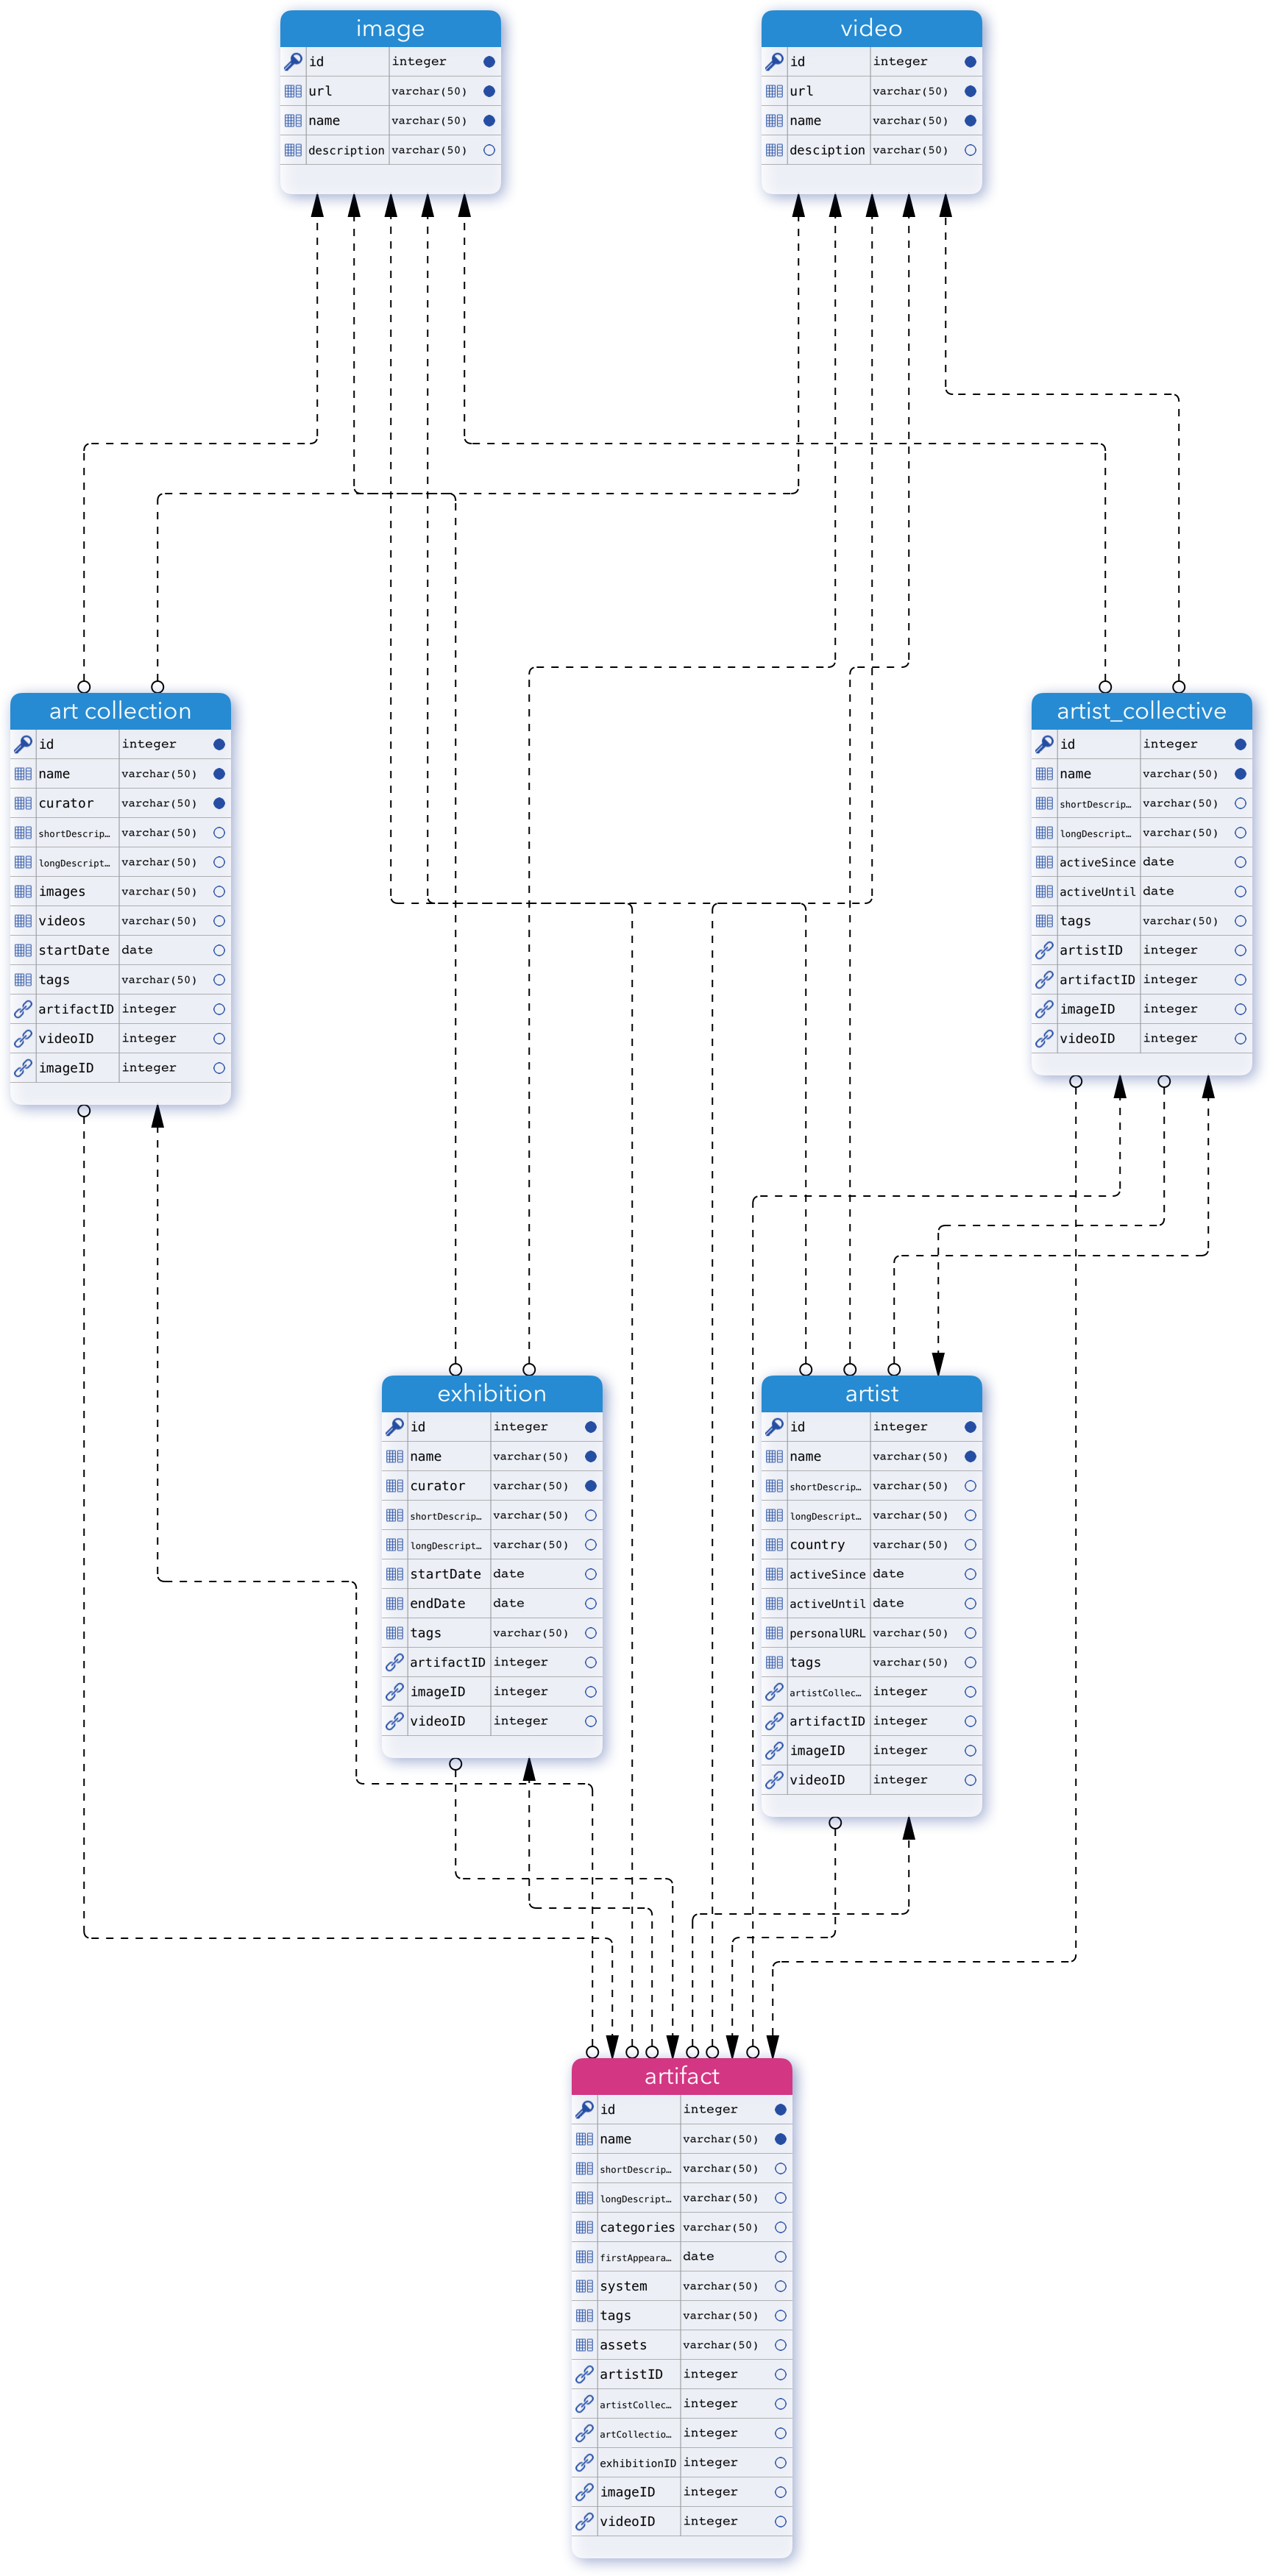 image
id integer
url varchar(50)
name varchar(50)
description varchar(50)
video
id integer
url varchar(50)
name varchar(50)
desciption varchar(50)
art collection
id integer
name varchar(50)
curator varchar(50)
shortDescrip… varchar(50)
longDescript… varchar(50)
images varchar(50)
videos varchar(50)
startDate date
tags varchar(50)
artifactID integer
videoID integer
imageID integer
artist_collective
id integer
name varchar(50)
shortDescrip… varchar(50)
longDescript… varchar(50)
activeSince date
activeUntil date
tags varchar(50)
artistID integer
artifactID integer
imageID integer
videoID integer
exhibition
id integer
name varchar(50)
curator varchar(50)
shortDescrip… varchar(50)
longDescript… varchar(50)
startDate date
endDate date
tags varchar(50)
artifactID integer
imageID integer
videoID integer
artist
id integer
name varchar(50)
shortDescrip… varchar(50)
longDescript… varchar(50)
country varchar(50)
activeSince date
activeUntil date
personalURL varchar(50)
tags varchar(50)
artistCollec… integer
artifactID integer
imageID integer
videoID integer
artifact
id integer
name varchar(50)
shortDescrip… varchar(50)
longDescript… varchar(50)
categories varchar(50)
firstAppeara… date
system varchar(50)
tags varchar(50)
assets varchar(50)
artistID integer
artistCollec… integer
artCollectio… integer
exhibitionID integer
imageID integer
videoID integer